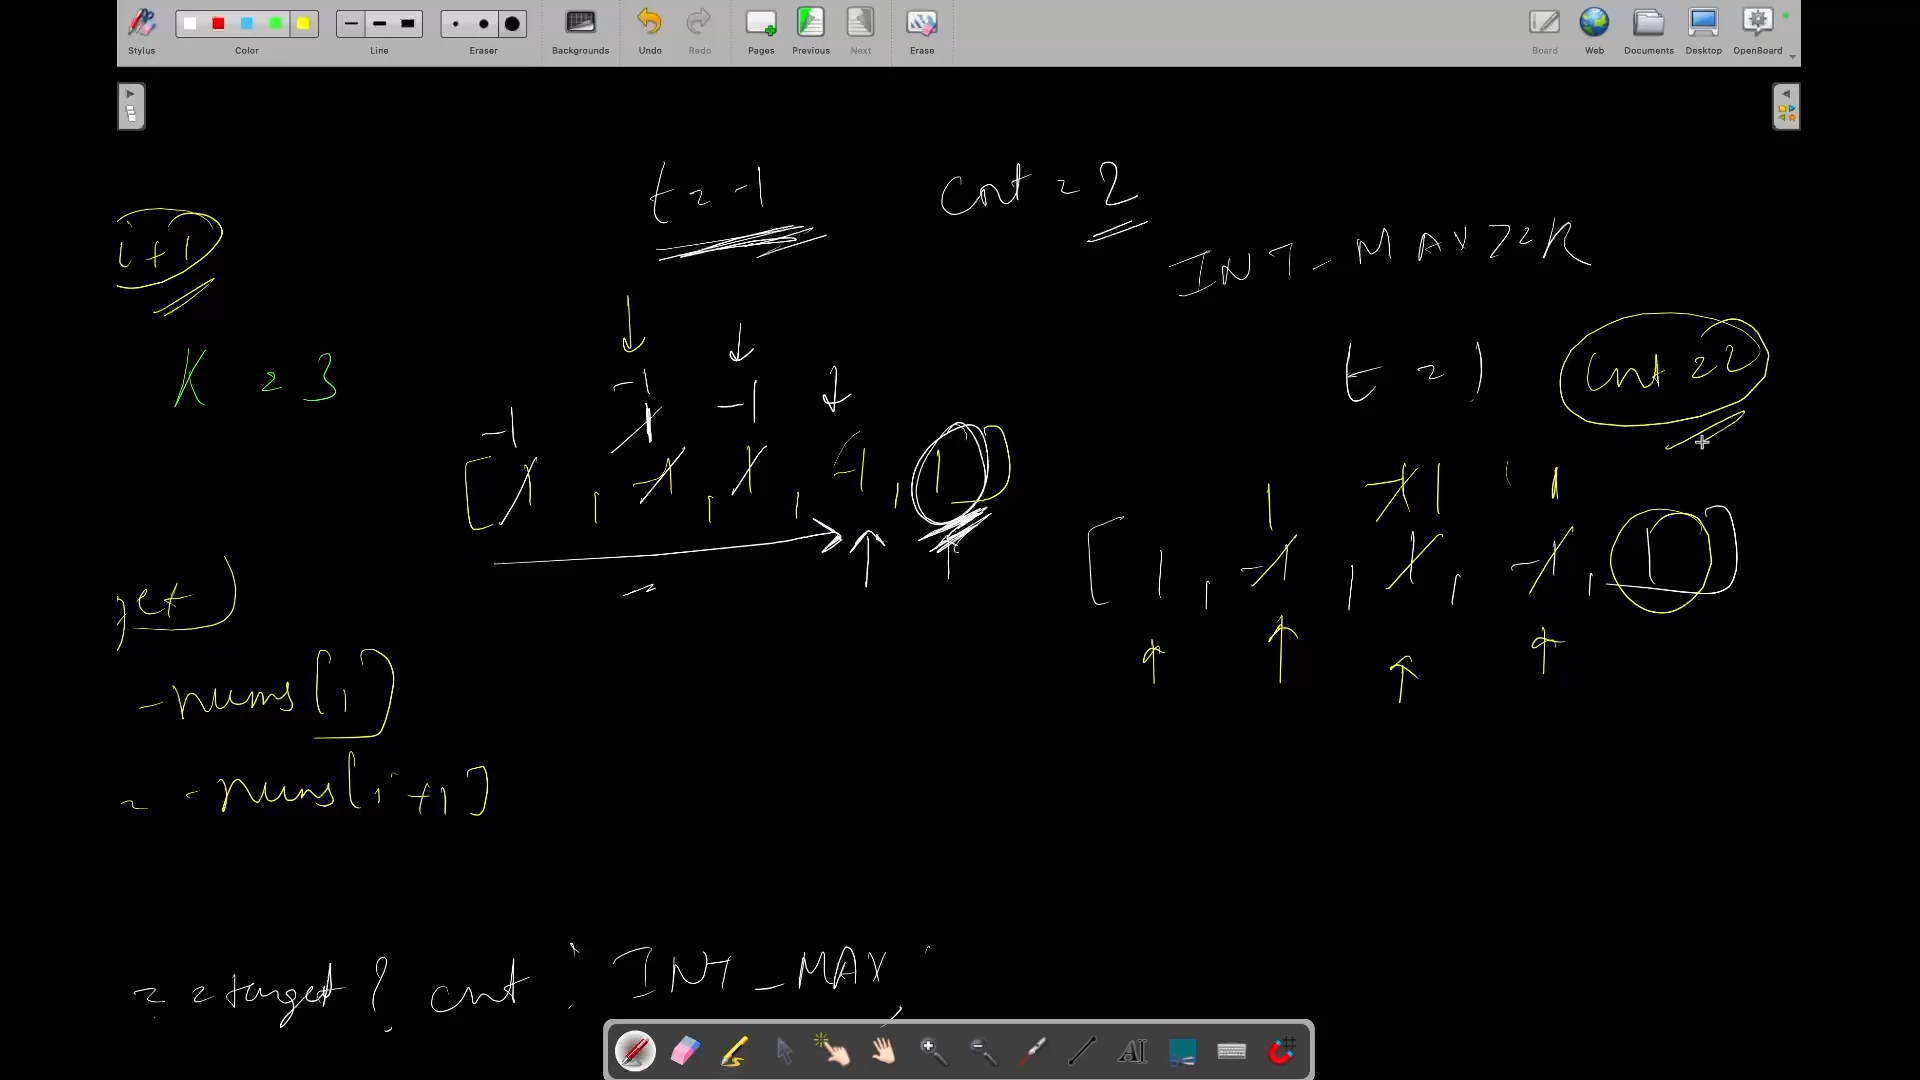 Stylus Color Line Eraser Backgrounds Undo Redo Pages Previous Next Erase Board Web Documents Desktop OpenBoard
t = -1 cnt = 2
i+1
INT_MAX >= K
K = 3
t = 1 cnt = 2
-1 -1
-1
[1, -1, 1, -1, 1]
1 -1 1 1
[1, -1, 1, -1, 1]
get)
-nums[i]
= -nums[i+1]
= = target ? cnt : INT_MAX;
AI